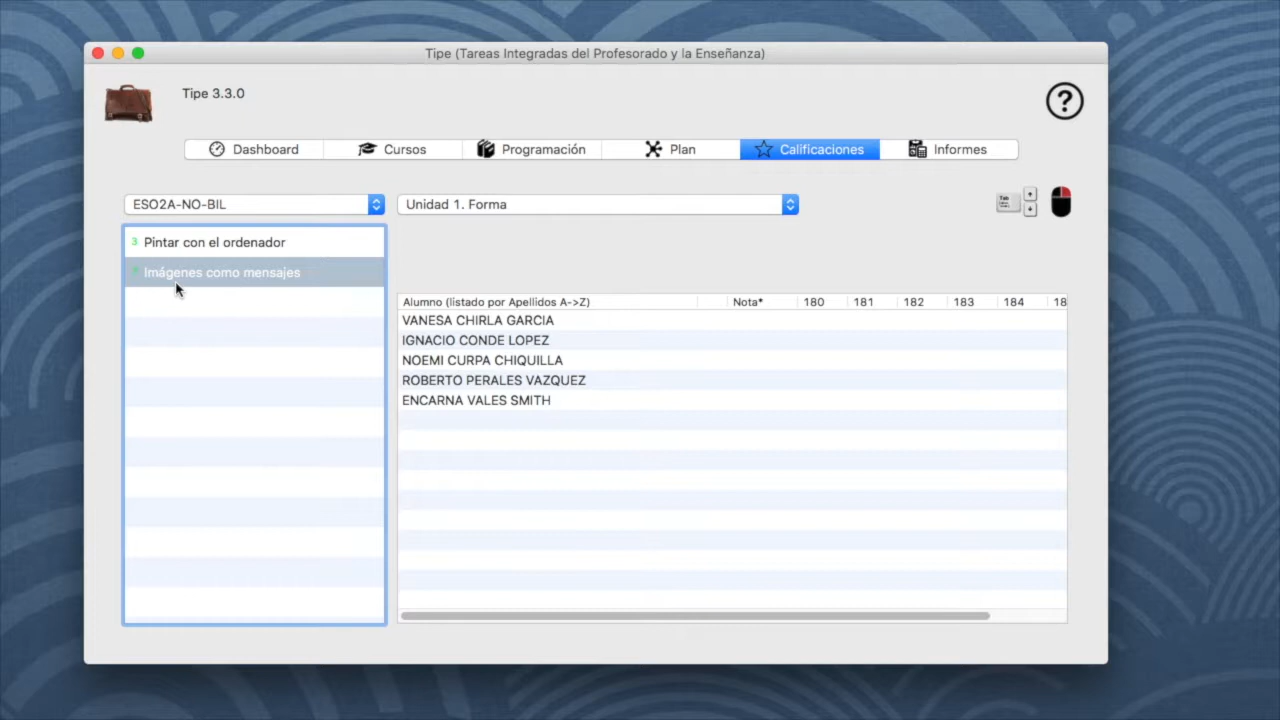 Tipe (Tareas Integradas del Profesorado y la Enseñanza)
Tipe 3.3.0
?
Dashboard Cursos Programación Plan Calificaciones Informes
ESO2A-NO-BIL Unidad 1. Forma
3 Pintar con el ordenador
Imágenes como mensajes
Alumno (listado por Apellidos A->Z) Nota* 180 181 182 183 184 18
VANESA CHIRLA GARCIA
IGNACIO CONDE LOPEZ
NOEMI CURPA CHIQUILLA
ROBERTO PERALES VAZQUEZ
ENCARNA VALES SMITH